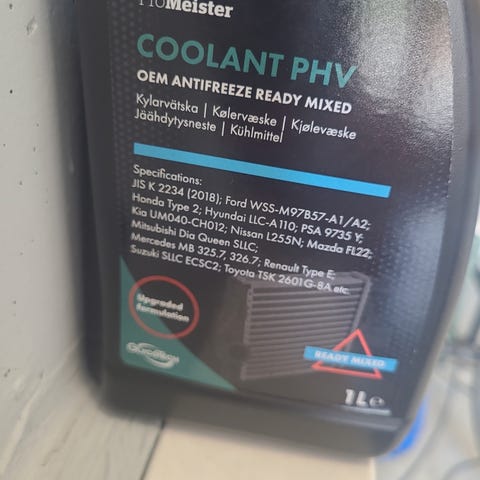 ProMeister
COOLANT PHV
OEM ANTIFREEZE READY MIXED
Kylarvätska | Kølervæske | Kjølevæske
Jäähdytysneste | Kühlmittel
Specifications:
JIS K 2234 (2018); Ford WSS-M97B57-A1/A2;
Honda Type 2; Hyundai LLC-A110; PSA 9735 Y;
Kia UM040-CH012; Nissan L255N; Mazda FL22;
Mitsubishi Dia Queen SLLC;
Mercedes MB 325.7, 326.7; Renault Type E;
Suzuki SLLC ECSC2; Toyota TSK 2601G-8A etc.
Upgraded
formulation
READY MIXED
1L e